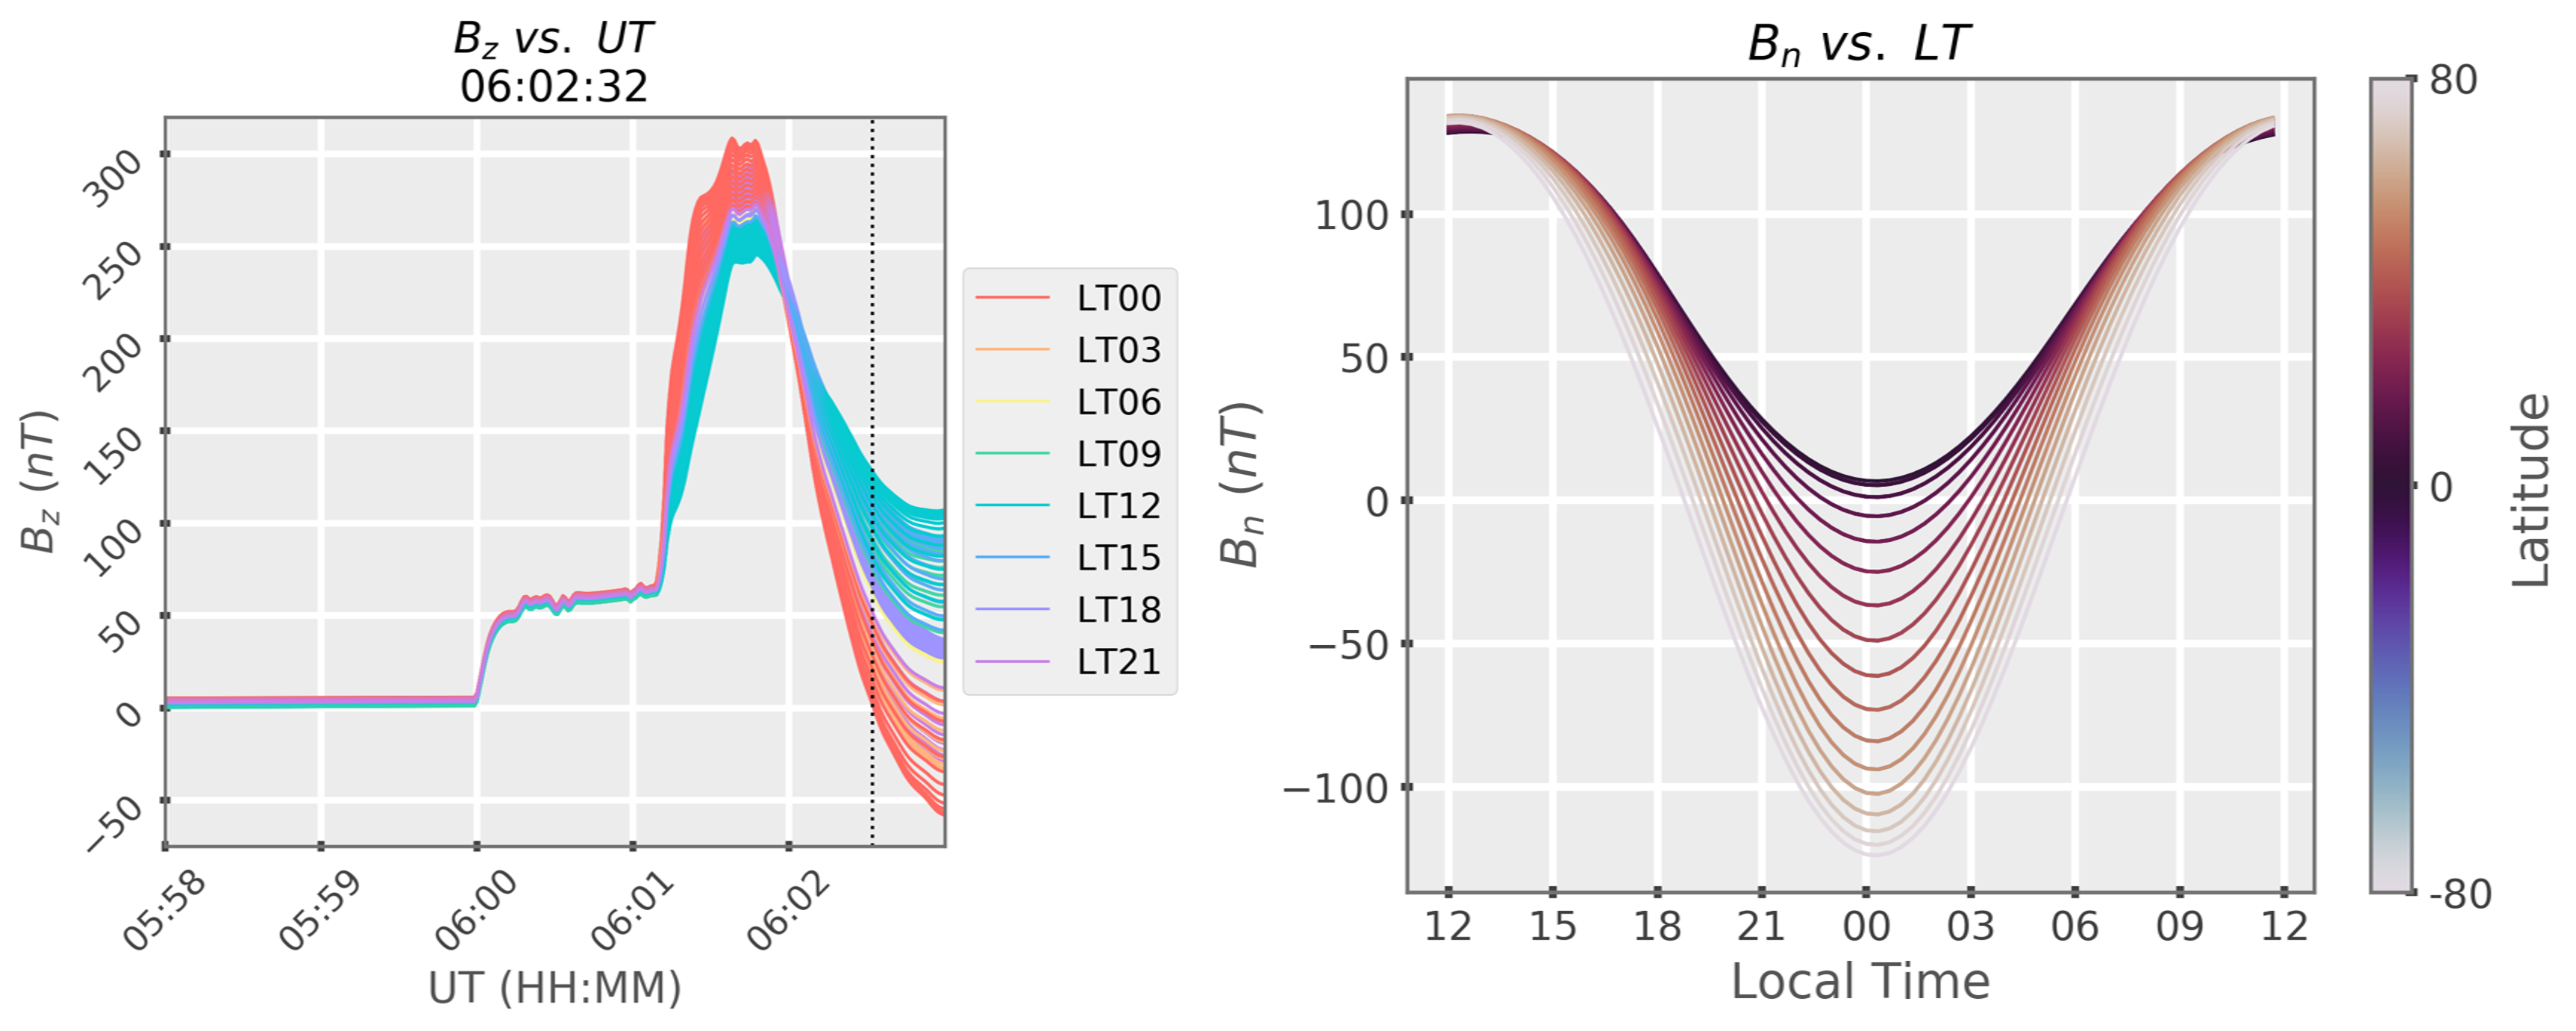 B_z vs. UT
06:02:32
300
250
200
150
100
50
0
−50
B_z (nT)
05:58
05:59
06:00
06:01
06:02
UT (HH:MM)
LT00
LT03
LT06
LT09
LT12
LT15
LT18
LT21
B_n vs. LT
100
50
0
−50
−100
B_n (nT)
12
15
18
21
00
03
06
09
12
Local Time
80
0
-80
Latitude